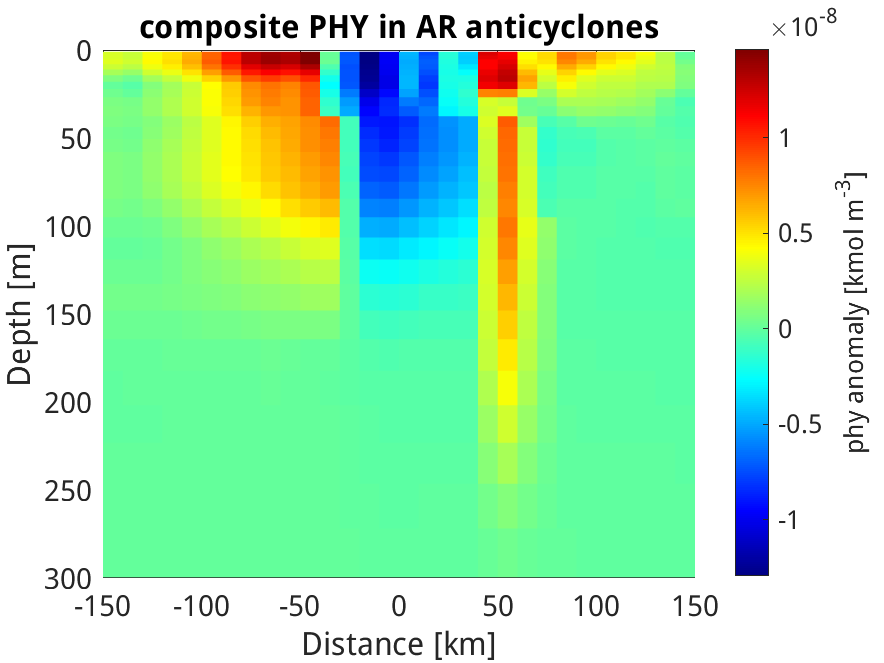 composite PHY in AR anticyclones
×10-8
0
50
100
150
200
250
300
Depth [m]
-150 -100 -50 0 50 100 150
Distance [km]
1
0.5
0
-0.5
-1
phy anomaly [kmol m-3]